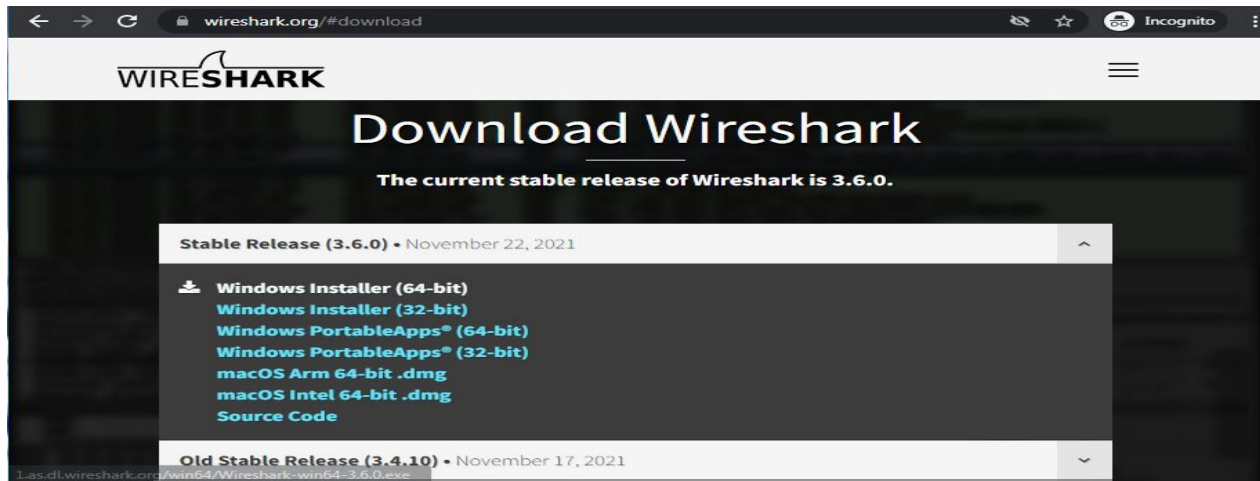 wireshark.org/#download
Incognito
WIRESHARK
Download Wireshark
The current stable release of Wireshark is 3.6.0.
Stable Release (3.6.0) • November 22, 2021
Windows Installer (64-bit)
Windows Installer (32-bit)
Windows PortableApps® (64-bit)
Windows PortableApps® (32-bit)
macOS Arm 64-bit .dmg
macOS Intel 64-bit .dmg
Source Code
Old Stable Release (3.4.10) • November 17, 2021
1.as.dl.wireshark.org/win64/Wireshark-win64-3.6.0.exe